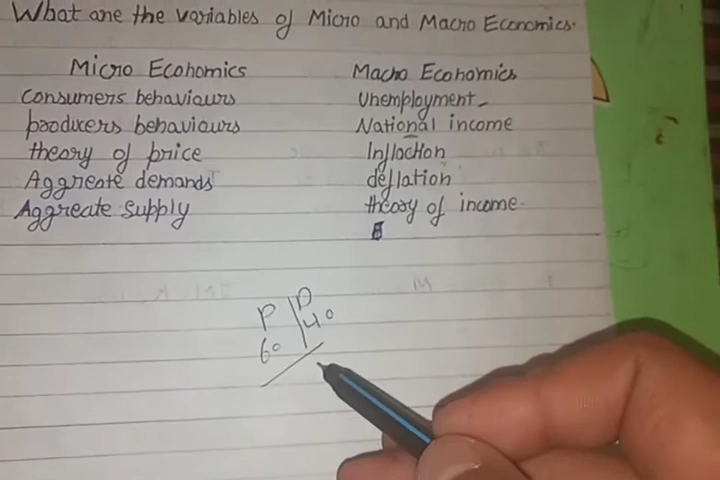 What are the variables of Micro and Macro Economics.
Micro Economics Macro Economics
consumers behaviours Unemployment
producers behaviours National income
theory of price Inflaction
Aggreate demands deflation
Aggreate supply theory of income.
P D
60 40